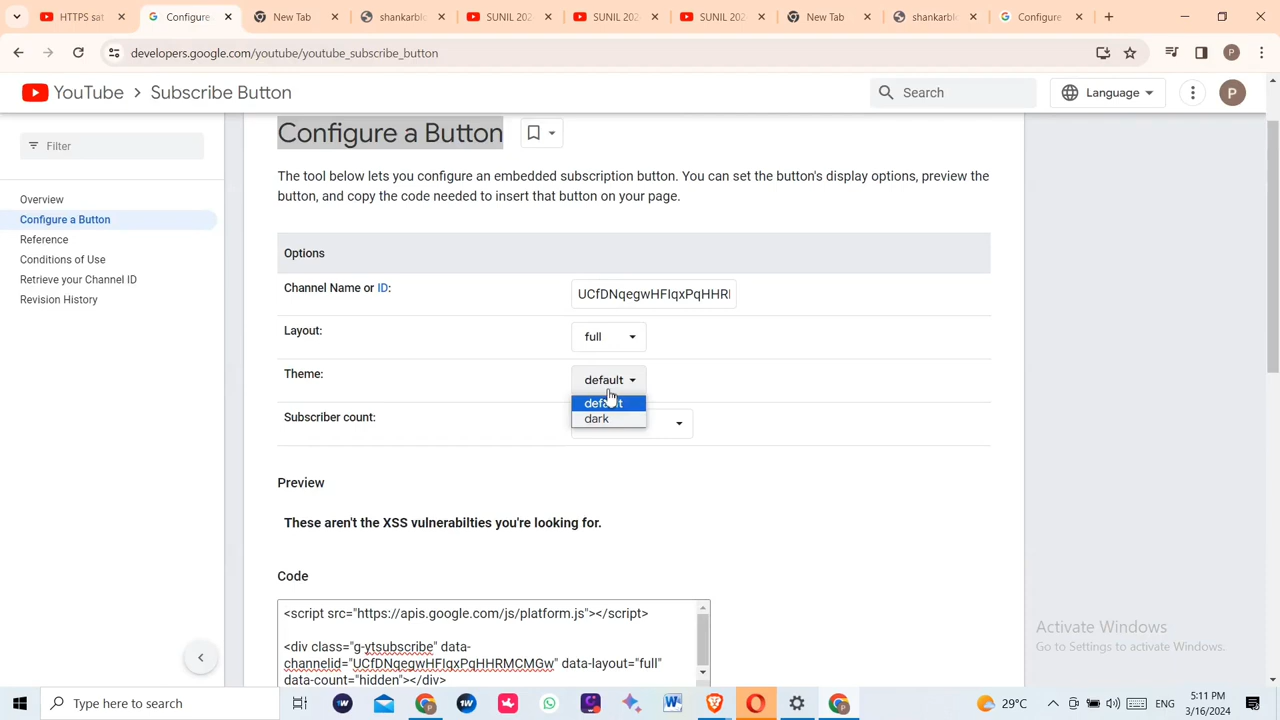 HTTPS sat
Configure
New Tab
shankarblo
SUNIL 202
SUNIL 202
SUNIL 202
New Tab
shankarblo
Configure
developers.google.com/youtube/youtube_subscribe_button
P
YouTube > Subscribe Button
Search
Language
P
Filter
Overview
Configure a Button
Reference
Conditions of Use
Retrieve your Channel ID
Revision History
Configure a Button
The tool below lets you configure an embedded subscription button. You can set the button's display options, preview the
button, and copy the code needed to insert that button on your page.
Options
Channel Name or ID:
UCfDNqegwHFIqxPqHHR
Layout:
full
Theme:
default
default
dark
Subscriber count:
Preview
These aren't the XSS vulnerabilties you're looking for.
Code
<script src="https://apis.google.com/js/platform.js"></script>
<div class="g-ytsubscribe" data-
channelid="UCfDNqegwHFIqxPqHHRMCMGw" data-layout="full"
data-count="hidden"></div>
Activate Windows
Go to Settings to activate Windows.
Type here to search
29°C
ENG
5:11 PM
3/16/2024